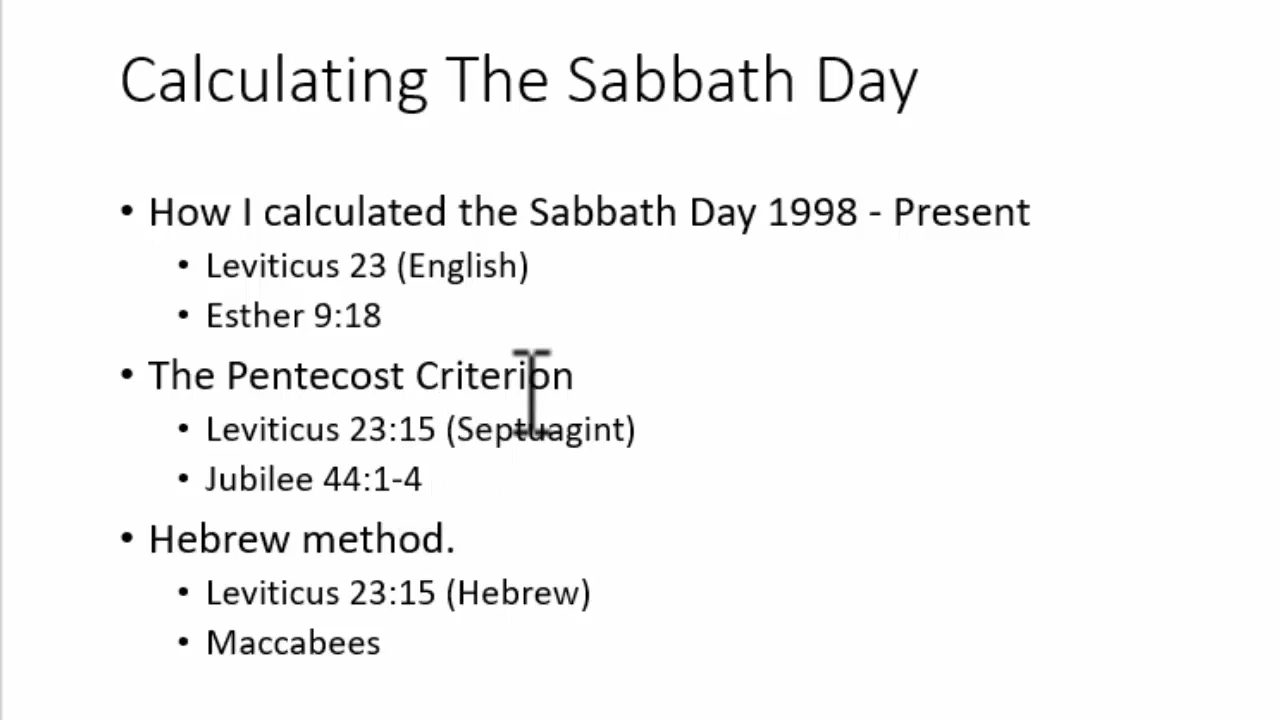 Calculating The Sabbath Day
• How I calculated the Sabbath Day 1998 - Present
• Leviticus 23 (English)
• Esther 9:18
• The Pentecost Criterion
• Leviticus 23:15 (Septuagint)
• Jubilee 44:1-4
• Hebrew method.
• Leviticus 23:15 (Hebrew)
• Maccabees